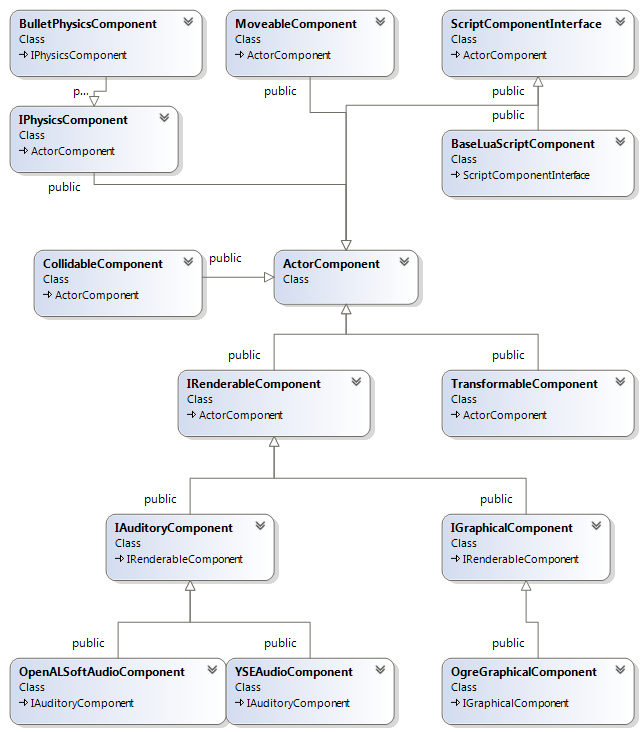 BulletPhysicsComponent
Class
IPhysicsComponent
MoveableComponent
Class
ActorComponent
ScriptComponentInterface
Class
ActorComponent
p...
public
public
IPhysicsComponent
Class
ActorComponent
public
BaseLuaScriptComponent
Class
ScriptComponentInterface
public
CollidableComponent
Class
ActorComponent
public
ActorComponent
Class
public
public
IRenderableComponent
Class
ActorComponent
TransformableComponent
Class
ActorComponent
public
public
IAuditoryComponent
Class
IRenderableComponent
IGraphicalComponent
Class
IRenderableComponent
public
public
public
OpenALSoftAudioComponent
Class
IAuditoryComponent
YSEAudioComponent
Class
IAuditoryComponent
OgreGraphicalComponent
Class
IGraphicalComponent